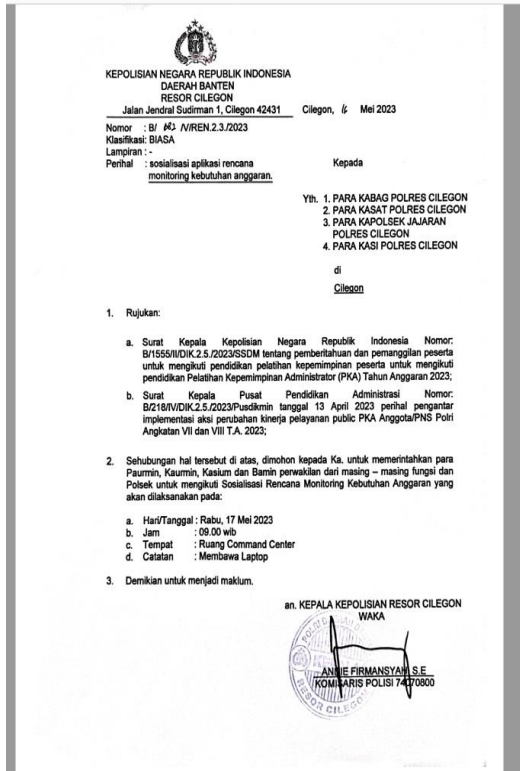 KEPOLISIAN NEGARA REPUBLIK INDONESIA
DAERAH BANTEN
RESOR CILEGON
Jalan Jendral Sudirman 1, Cilegon 42431
Cilegon, Mei 2023
Nomor : B/ /V/REN.2.3./2023
Klasifikasi: BIASA
Lampiran : -
Perihal : sosialisasi aplikasi rencana
monitoring kebutuhan anggaran.
Kepada
Yth. 1. PARA KABAG POLRES CILEGON
2. PARA KASAT POLRES CILEGON
3. PARA KAPOLSEK JAJARAN
POLRES CILEGON
4. PARA KASI POLRES CILEGON
di
Cilegon
1. Rujukan:
a. Surat Kepala Kepolisian Negara Republik Indonesia Nomor:
B/1555/II/DIK.2.5./2023/SSDM tentang pemberitahuan dan pemanggilan peserta
untuk mengikuti pendidikan pelatihan kepemimpinan peserta untuk mengikuti
pendidikan Pelatihan Kepemimpinan Administrator (PKA) Tahun Anggaran 2023;
b. Surat Kepala Pusat Pendidikan Administrasi Nomor:
B/218/IV/DIK.2.5./2023/Pusdikmin tanggal 13 April 2023 perihal pengantar
implementasi aksi perubahan kinerja pelayanan public PKA Anggota/PNS Polri
Angkatan VII dan VIII T.A. 2023;
2. Sehubungan hal tersebut di atas, dimohon kepada Ka. untuk memerintahkan para
Paurmin, Kaurmin, Kasium dan Bamin perwakilan dari masing – masing fungsi dan
Polsek untuk mengikuti Sosialisasi Rencana Monitoring Kebutuhan Anggaran yang
akan dilaksanakan pada:
a. Hari/Tanggal : Rabu, 17 Mei 2023
b. Jam : 09.00 wib
c. Tempat : Ruang Command Center
d. Catatan : Membawa Laptop
3. Demikian untuk menjadi maklum.
an. KEPALA KEPOLISIAN RESOR CILEGON
WAKA
FIRMANSYAH, S.E
KOMISARIS POLISI 74070800
RESOR CILEGON